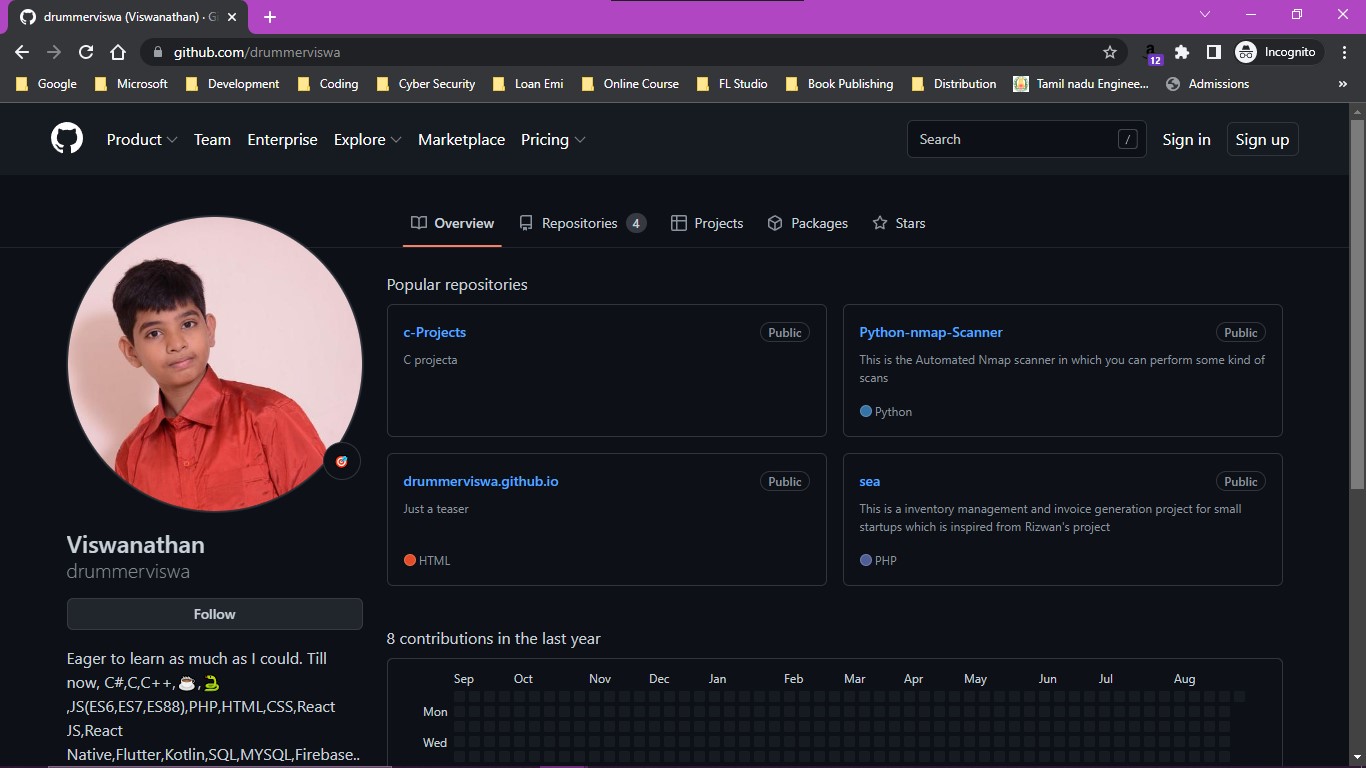 drummerviswa (Viswanathan) · G
github.com/drummerviswa
12
Incognito
Google
Microsoft
Development
Coding
Cyber Security
Loan Emi
Online Course
FL Studio
Book Publishing
Distribution
Tamil nadu Enginee...
Admissions
»
Product
Team
Enterprise
Explore
Marketplace
Pricing
Search
/
Sign in
Sign up
Overview
Repositories 4
Projects
Packages
Stars
Popular repositories
c-Projects
Public
C projecta
Python-nmap-Scanner
Public
This is the Automated Nmap scanner in which you can perform some kind of
scans
Python
drummerviswa.github.io
Public
Just a teaser
HTML
sea
Public
This is a inventory management and invoice generation project for small
startups which is inspired from Rizwan's project
PHP
Viswanathan
drummerviswa
Follow
Eager to learn as much as I could. Till
now, C#,C,C++,☕,🐍
,JS(ES6,ES7,ES88),PHP,HTML,CSS,React
JS,React
Native,Flutter,Kotlin,SQL,MYSQL,Firebase..
8 contributions in the last year
Sep Oct Nov Dec Jan Feb Mar Apr May Jun Jul Aug
Mon
Wed